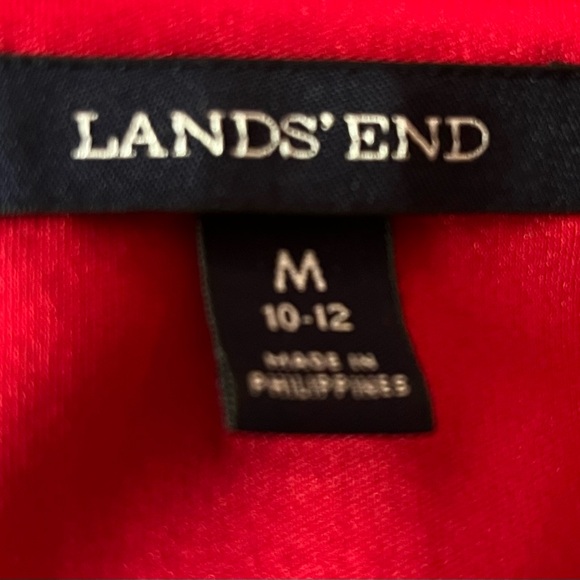 LANDS' END
M
10-12
MADE IN
PHILIPPINES